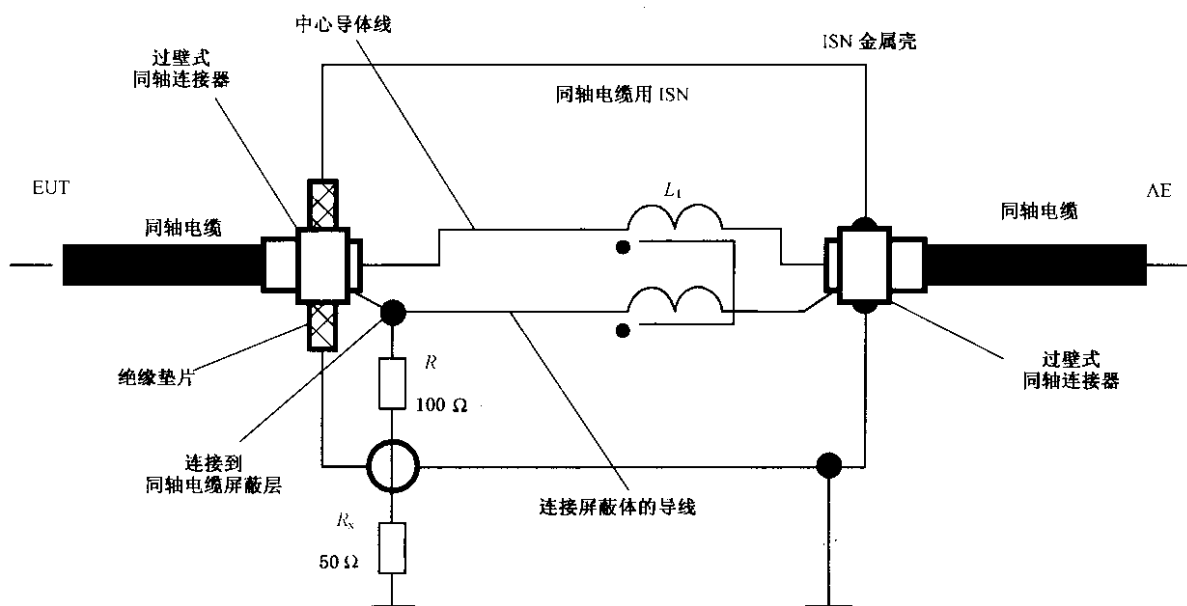 中心导体线
ISN 金属壳
过壁式
同轴连接器
同轴电缆用 ISN
EUT
L₁
AE
同轴电缆
同轴电缆
绝缘垫片
R
100 Ω
过壁式
同轴连接器
连接到
同轴电缆屏蔽层
连接屏蔽体的导线
Rₓ
50 Ω